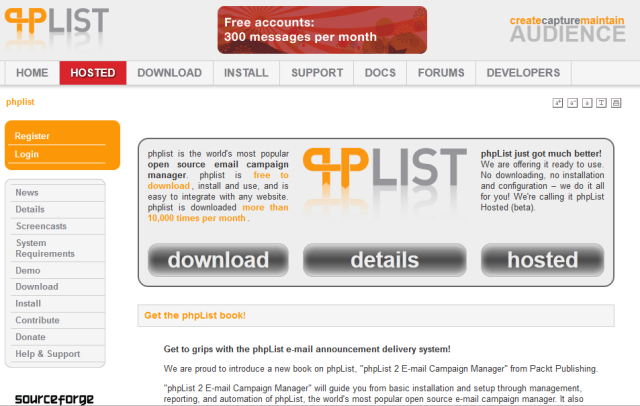 PHPLIST
Free accounts:
300 messages per month
createcapturemaintain
AUDIENCE
HOME HOSTED DOWNLOAD INSTALL SUPPORT DOCS FORUMS DEVELOPERS
phplist
Register
Login
News
Details
Screencasts
System
Requirements
Demo
Download
Install
Contribute
Donate
Help & Support
sourceforge
phplist is the world's most popular
open source email campaign
manager. phplist is free to
download, install and use, and is
easy to integrate with any website.
phplist is downloaded more than
10,000 times per month.
PHPLIST
phpList just got much better!
We are offering it ready to use.
No downloading, no installation
and configuration – we do it all
for you! We're calling it phpList
Hosted (beta).
download
details
hosted
Get the phpList book!
Get to grips with the phpList e-mail announcement delivery system!
We are proud to introduce a new book on phpList, "phpList 2 E-mail Campaign Manager" from Packt Publishing.
"phpList 2 E-mail Campaign Manager" will guide you from basic installation and setup through management,
reporting, and automation of phpList, the world's most popular open source e-mail campaign manager. It also